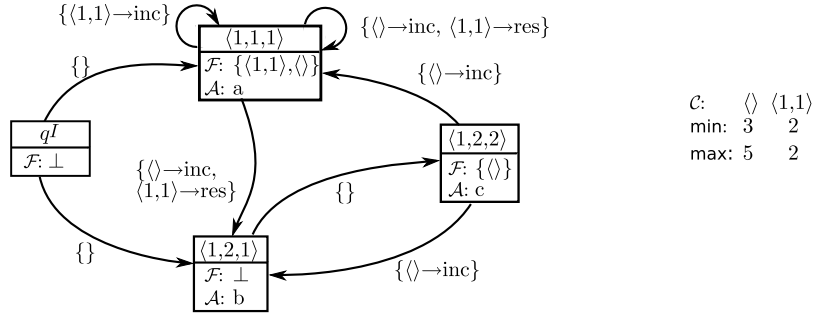 {⟨1,1⟩→inc}
⟨1,1,1⟩
{⟨⟩→inc, ⟨1,1⟩→res}
ℱ: {⟨1,1⟩,⟨⟩}
𝒜: a
{}
{⟨⟩→inc}
qI
ℱ: ⊥
⟨1,2,2⟩
ℱ: {⟨⟩}
𝒜: c
𝒞: ⟨⟩ ⟨1,1⟩
min: 3 2
max: 5 2
{⟨⟩→inc,
⟨1,1⟩→res}
{}
{}
⟨1,2,1⟩
ℱ: ⊥
𝒜: b
{⟨⟩→inc}